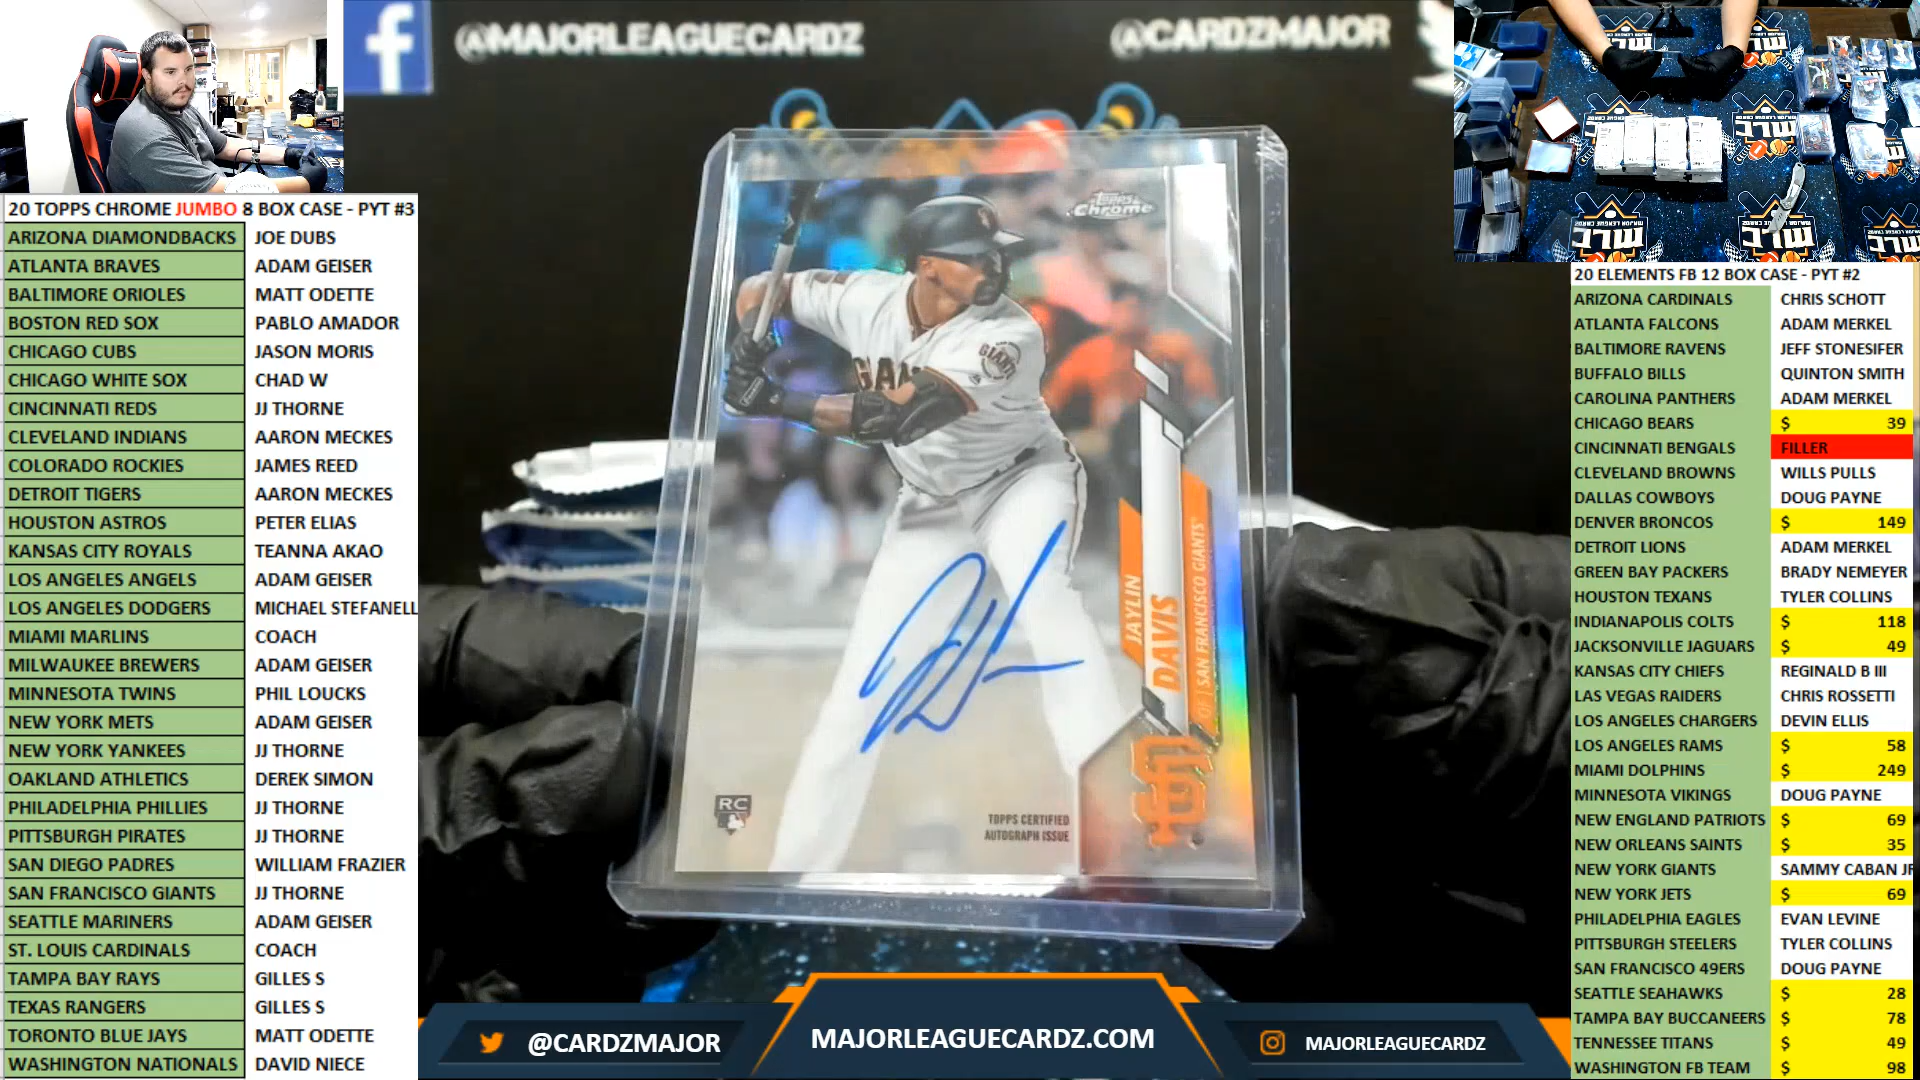 @MAJORLEAGUECARDZ
@CARDZMAJOR
20 TOPPS CHROME JUMBO 8 BOX CASE - PYT #3
ARIZONA DIAMONDBACKS JOE DUBS
ATLANTA BRAVES ADAM GEISER
BALTIMORE ORIOLES MATT ODETTE
BOSTON RED SOX PABLO AMADOR
CHICAGO CUBS JASON MORIS
CHICAGO WHITE SOX CHAD W
CINCINNATI REDS JJ THORNE
CLEVELAND INDIANS AARON MECKES
COLORADO ROCKIES JAMES REED
DETROIT TIGERS AARON MECKES
HOUSTON ASTROS PETER ELIAS
KANSAS CITY ROYALS TEANNA AKAO
LOS ANGELES ANGELS ADAM GEISER
LOS ANGELES DODGERS MICHAEL STEFANELL
MIAMI MARLINS COACH
MILWAUKEE BREWERS ADAM GEISER
MINNESOTA TWINS PHIL LOUCKS
NEW YORK METS ADAM GEISER
NEW YORK YANKEES JJ THORNE
OAKLAND ATHLETICS DEREK SIMON
PHILADELPHIA PHILLIES JJ THORNE
PITTSBURGH PIRATES JJ THORNE
SAN DIEGO PADRES WILLIAM FRAZIER
SAN FRANCISCO GIANTS JJ THORNE
SEATTLE MARINERS ADAM GEISER
ST. LOUIS CARDINALS COACH
TAMPA BAY RAYS GILLES S
TEXAS RANGERS GILLES S
TORONTO BLUE JAYS MATT ODETTE
WASHINGTON NATIONALS DAVID NIECE
Topps
Chrome
GIANTS
GIAN
JAYLIN
DAVIS
OF | SAN FRANCISCO GIANTS
SF
RC
TOPPS CERTIFIED
AUTOGRAPH ISSUE
@CARDZMAJOR
MAJORLEAGUECARDZ.COM
MAJORLEAGUECARDZ
MLC
MAJOR LEAGUE CARDZ
20 ELEMENTS FB 12 BOX CASE - PYT #2
ARIZONA CARDINALS CHRIS SCHOTT
ATLANTA FALCONS ADAM MERKEL
BALTIMORE RAVENS JEFF STONESIFER
BUFFALO BILLS QUINTON SMITH
CAROLINA PANTHERS ADAM MERKEL
CHICAGO BEARS $ 39
CINCINNATI BENGALS FILLER
CLEVELAND BROWNS WILLS PULLS
DALLAS COWBOYS DOUG PAYNE
DENVER BRONCOS $ 149
DETROIT LIONS ADAM MERKEL
GREEN BAY PACKERS BRADY NEMEYER
HOUSTON TEXANS TYLER COLLINS
INDIANAPOLIS COLTS $ 118
JACKSONVILLE JAGUARS $ 49
KANSAS CITY CHIEFS REGINALD B III
LAS VEGAS RAIDERS CHRIS ROSSETTI
LOS ANGELES CHARGERS DEVIN ELLIS
LOS ANGELES RAMS $ 58
MIAMI DOLPHINS $ 249
MINNESOTA VIKINGS DOUG PAYNE
NEW ENGLAND PATRIOTS $ 69
NEW ORLEANS SAINTS $ 35
NEW YORK GIANTS SAMMY CABAN JR
NEW YORK JETS $ 69
PHILADELPHIA EAGLES EVAN LEVINE
PITTSBURGH STEELERS TYLER COLLINS
SAN FRANCISCO 49ERS DOUG PAYNE
SEATTLE SEAHAWKS $ 28
TAMPA BAY BUCCANEERS $ 78
TENNESSEE TITANS $ 49
WASHINGTON FB TEAM $ 98